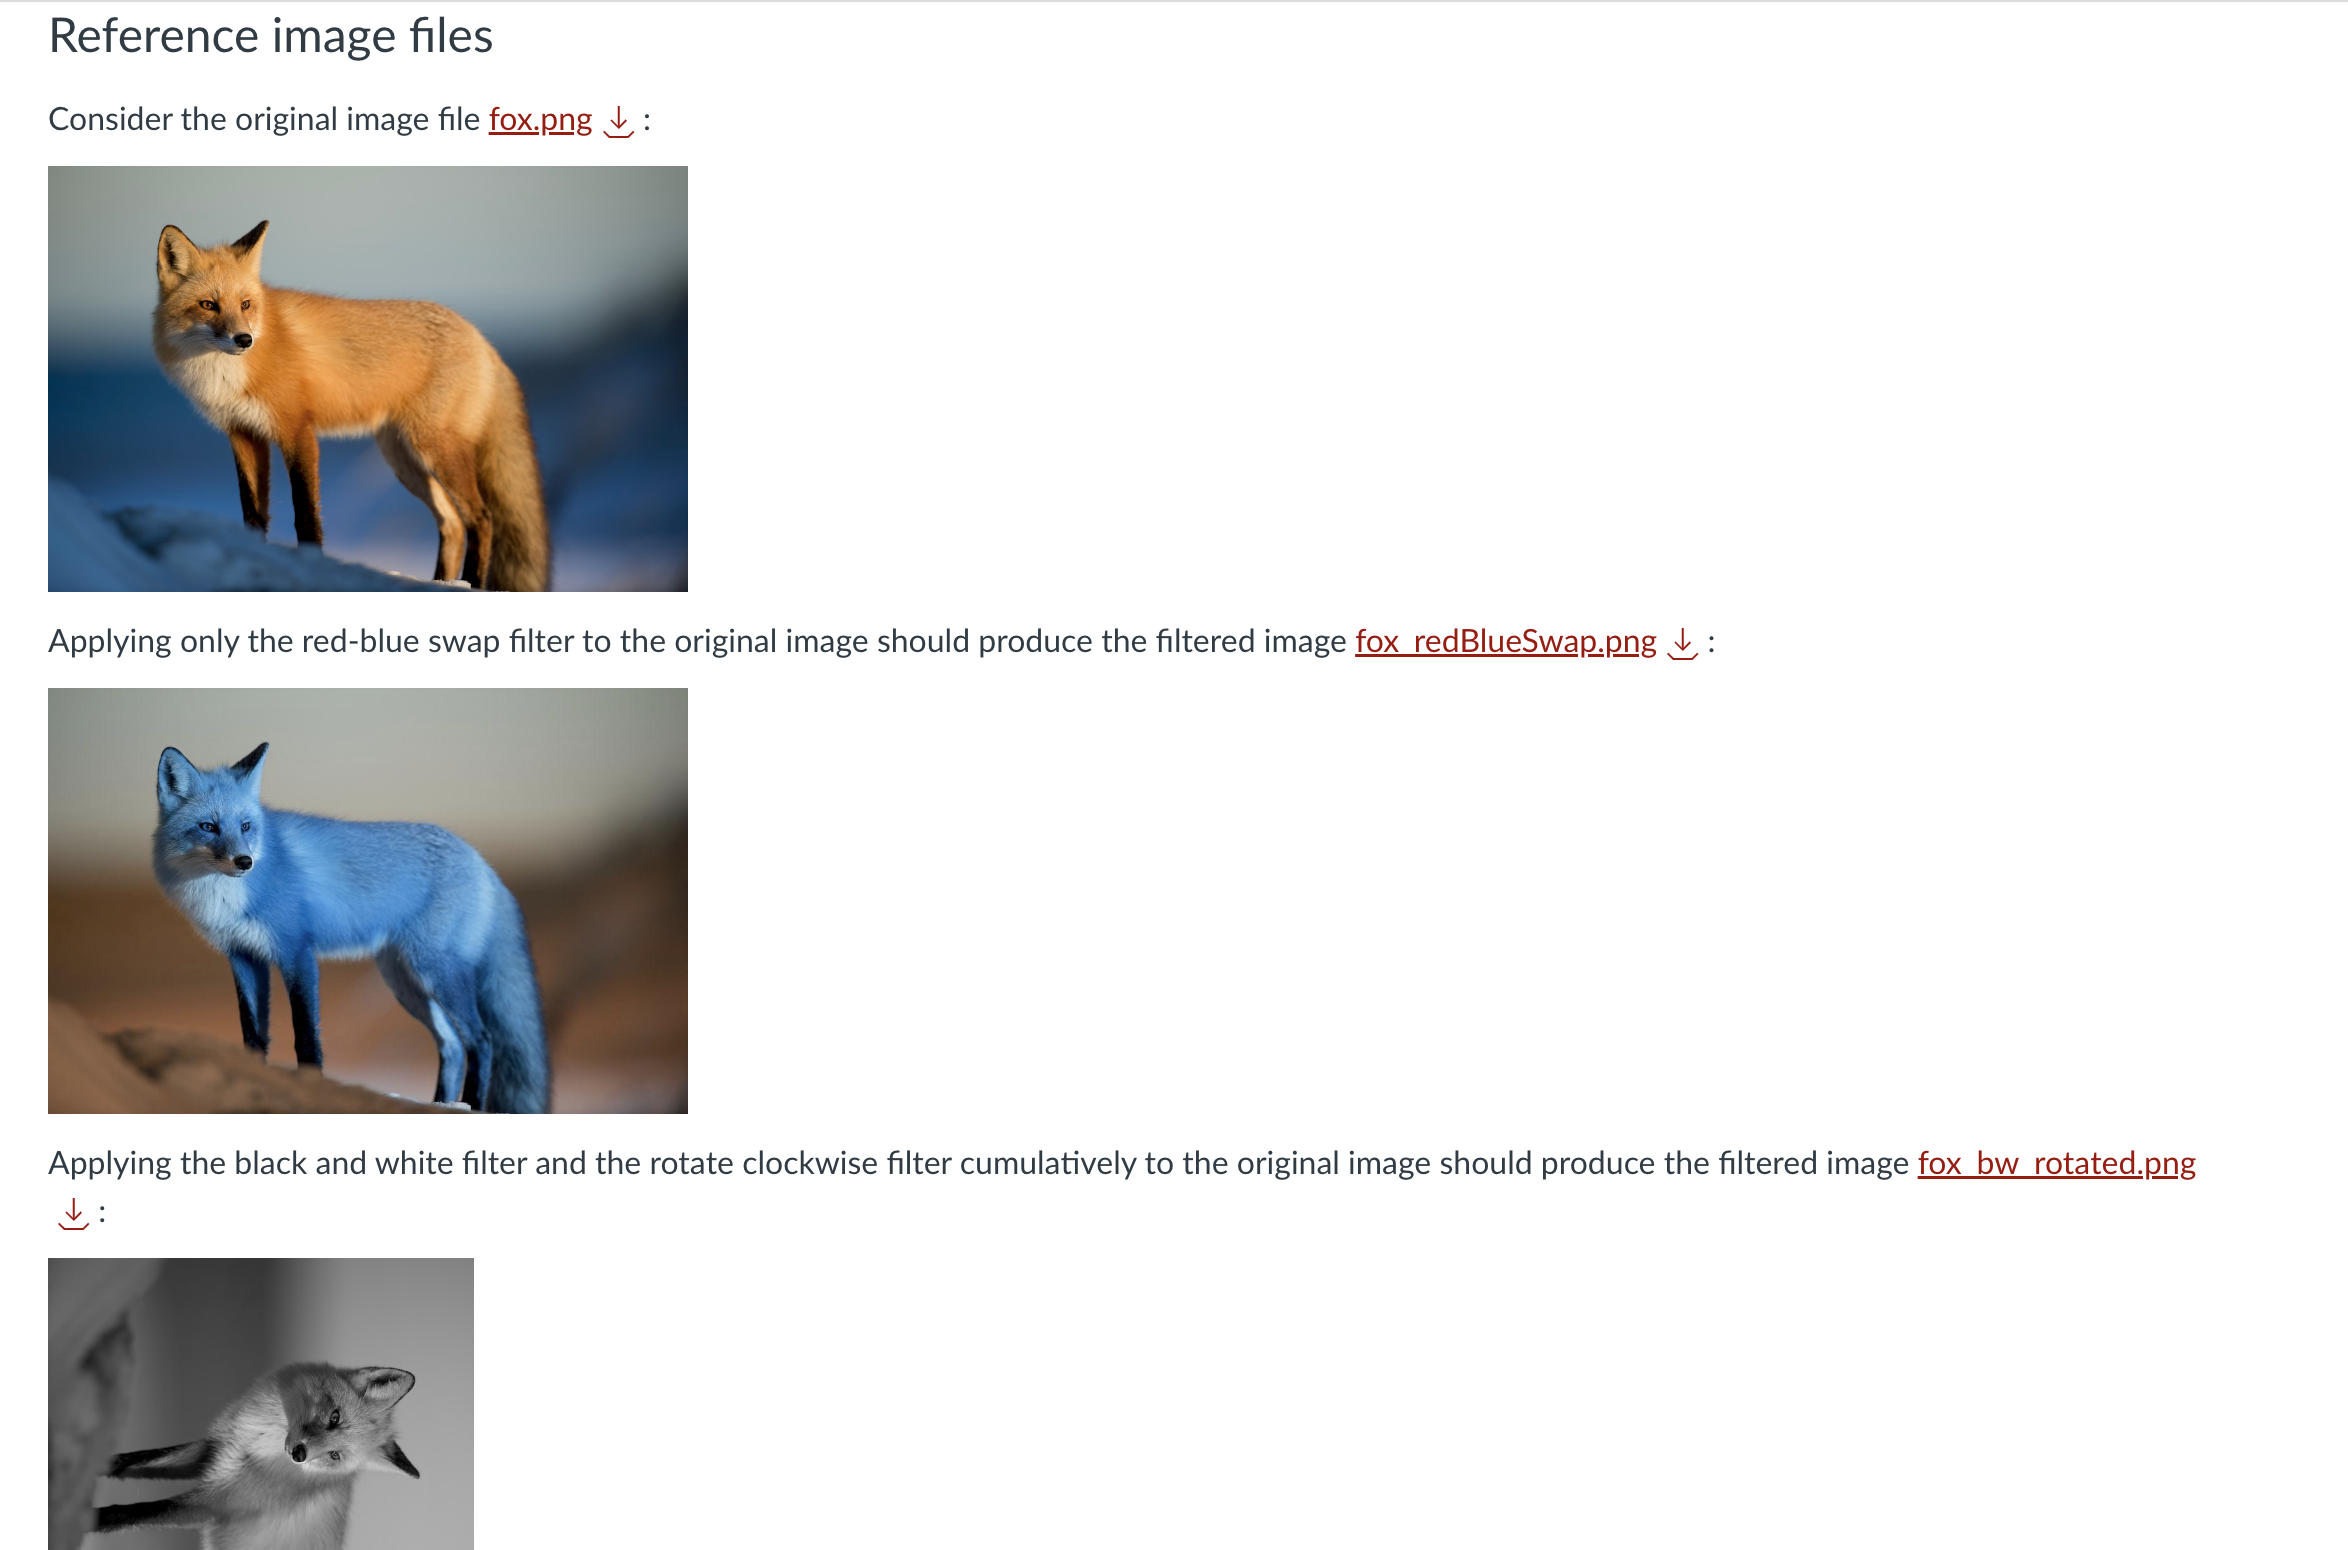 Reference image files
Consider the original image file fox.png :
Applying only the red-blue swap filter to the original image should produce the filtered image fox_redBlueSwap.png :
Applying the black and white filter and the rotate clockwise filter cumulatively to the original image should produce the filtered image fox_bw_rotated.png
: